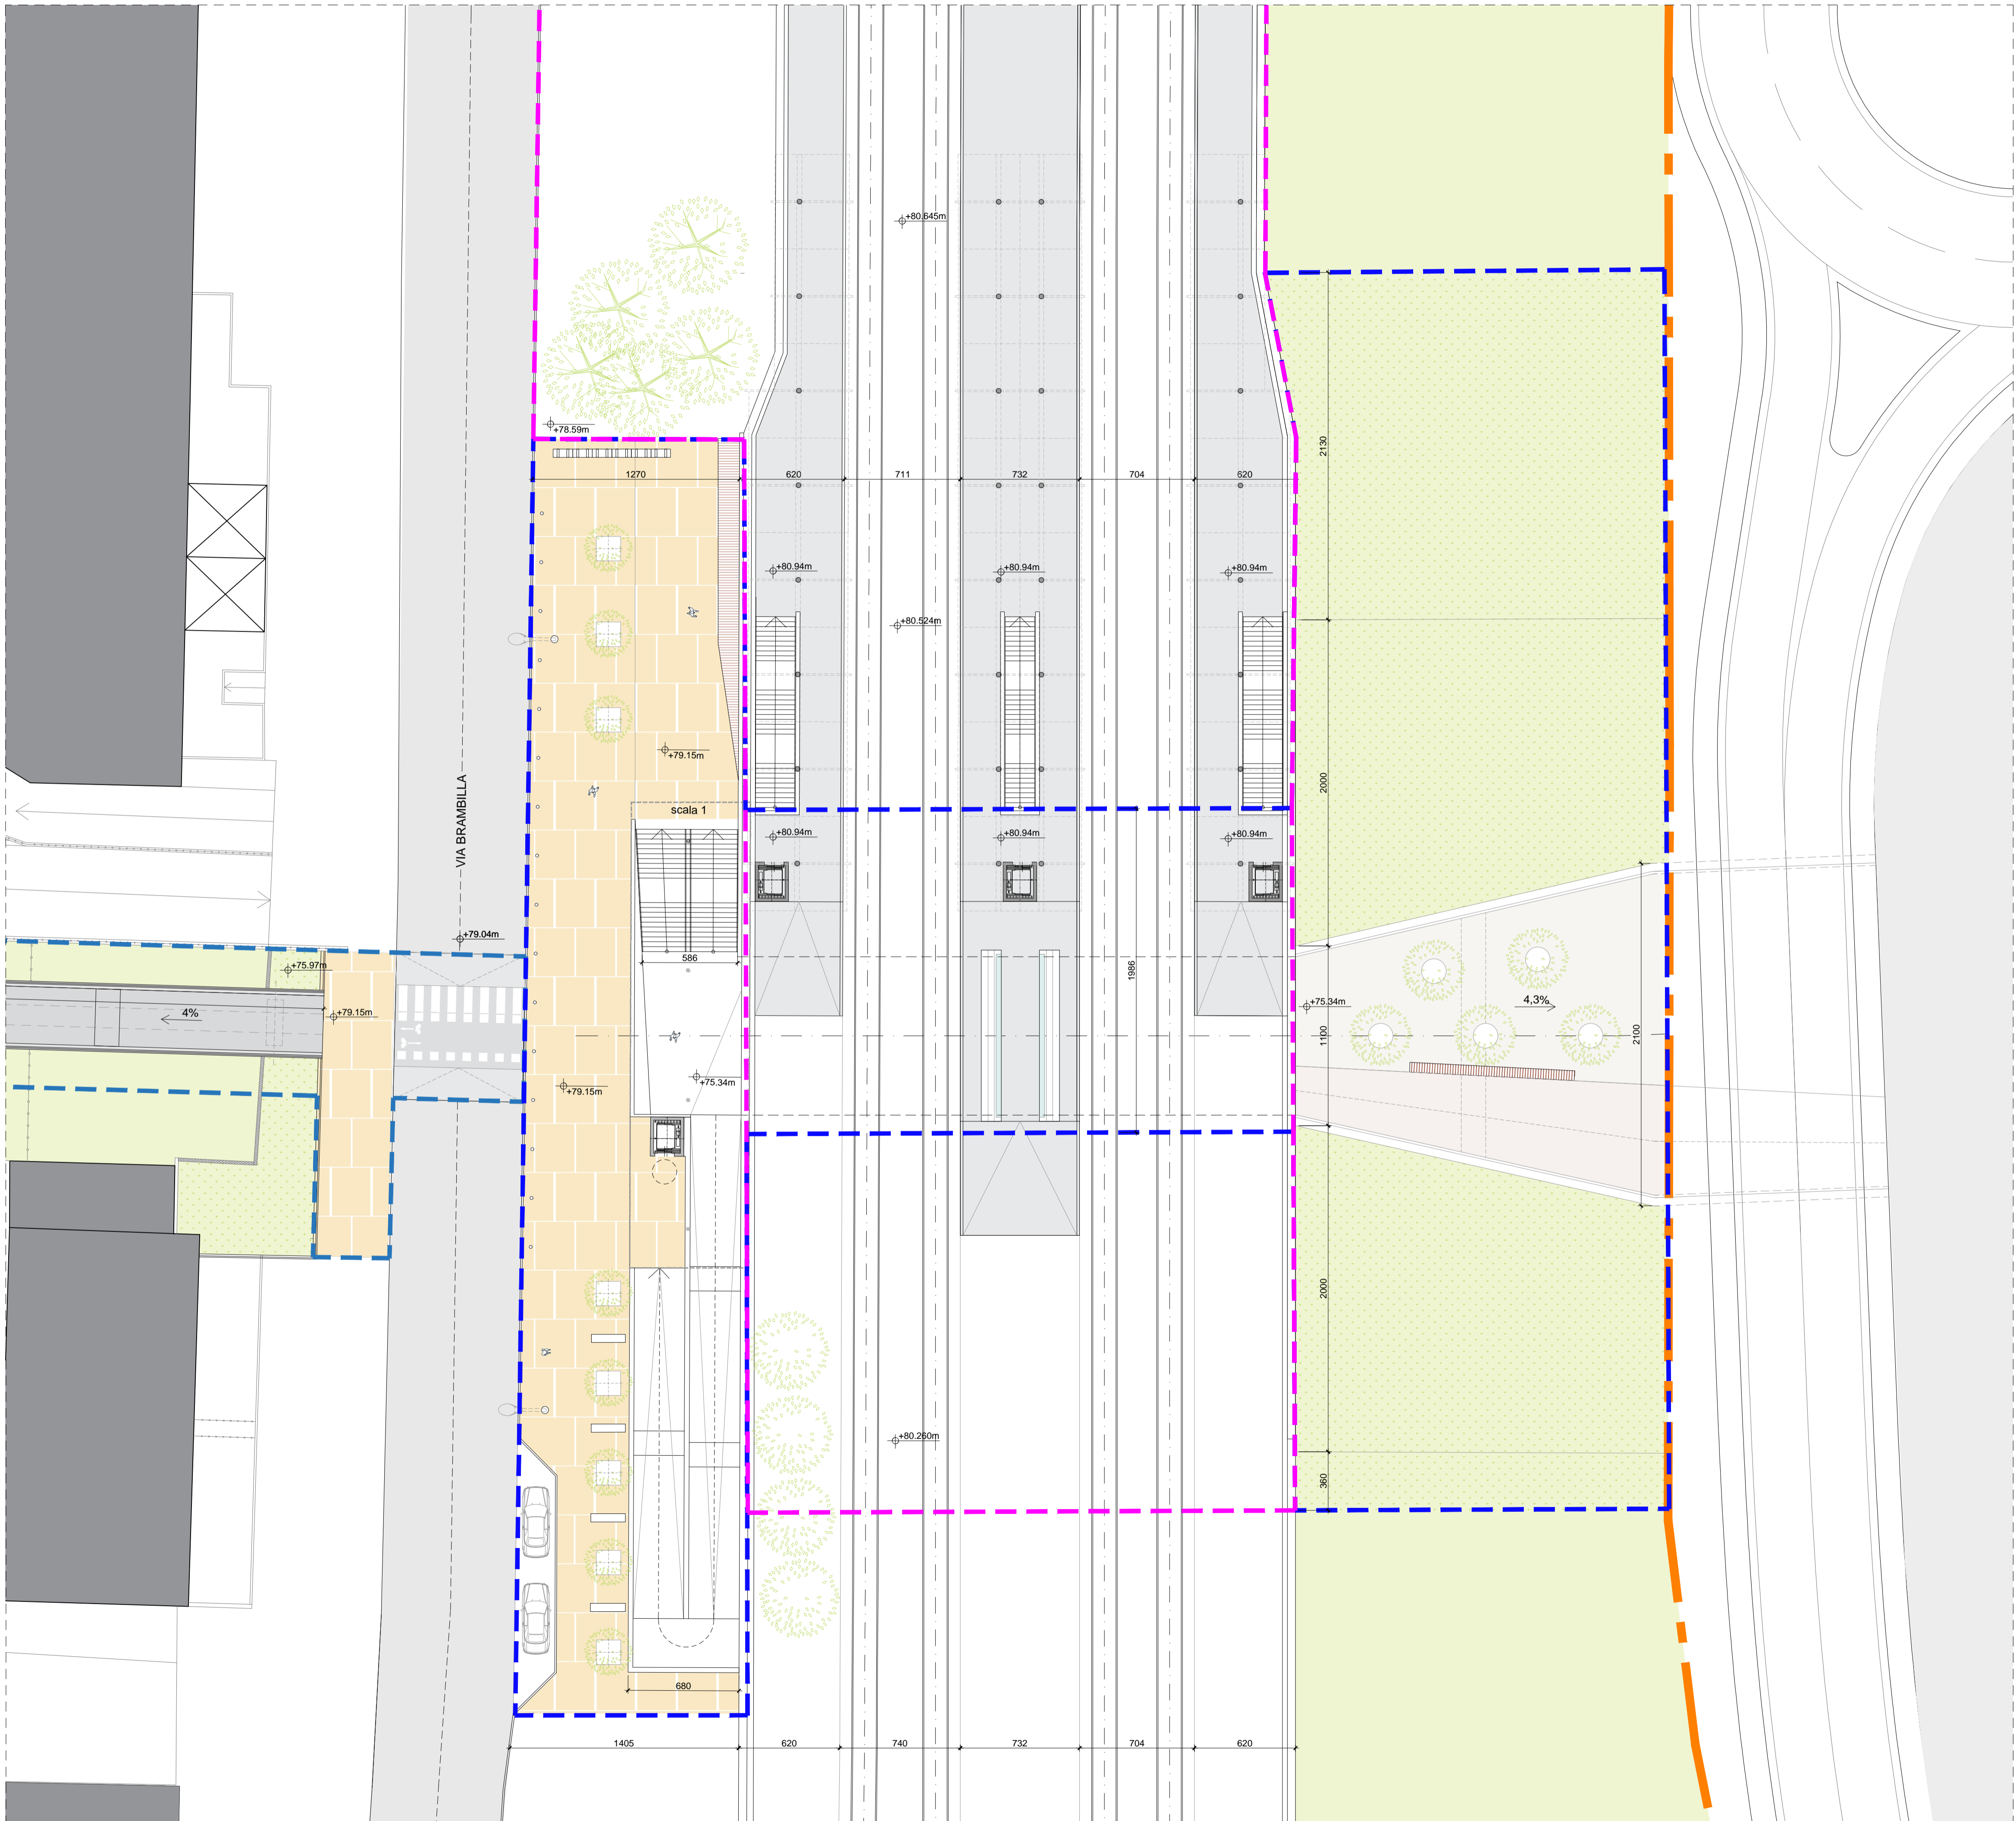 +80.645m
+78.59m
1270
620
711
732
704
620
2130
+80.94m
+80.94m
+80.94m
+80.524m
+79.15m
2000
scala 1
VIA BRAMBILLA
+80.94m
+80.94m
+80.94m
+79.04m
586
+75.97m
1986
+75.34m
4,3%
4%
+79.15m
1100
2100
+75.34m
+79.15m
2000
+80.260m
360
680
1405
620
740
732
704
620